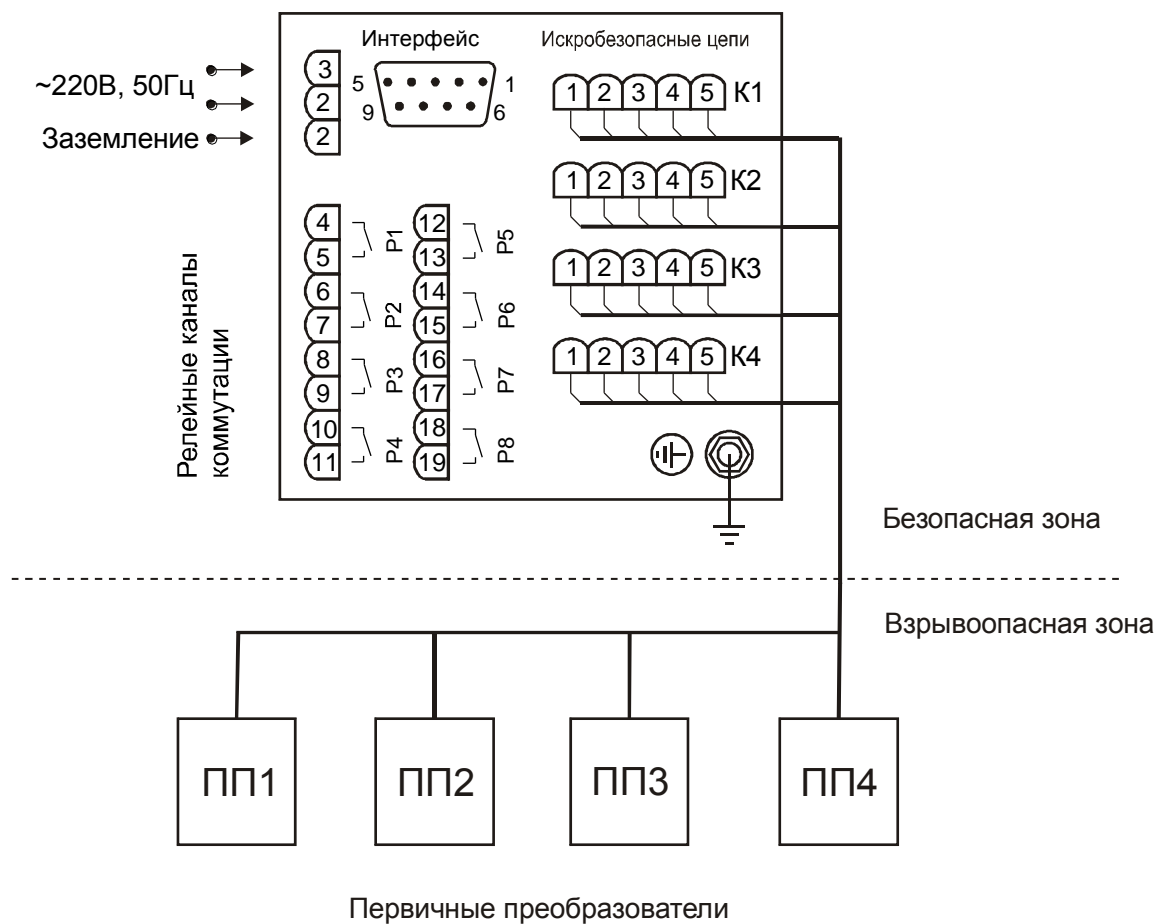 Интерфейс
Искробезопасные цепи
~220В, 50Гц
Заземление
3
2
2
5
1
9
6
1 2 3 4 5 К1
1 2 3 4 5 К2
1 2 3 4 5 К3
1 2 3 4 5 К4
Релейные каналы
коммутации
4
5
Р1
6
7
Р2
8
9
Р3
10
11
Р4
12
13
Р5
14
15
Р6
16
17
Р7
18
19
Р8
Безопасная зона
Взрывоопасная зона
ПП1
ПП2
ПП3
ПП4
Первичные преобразователи